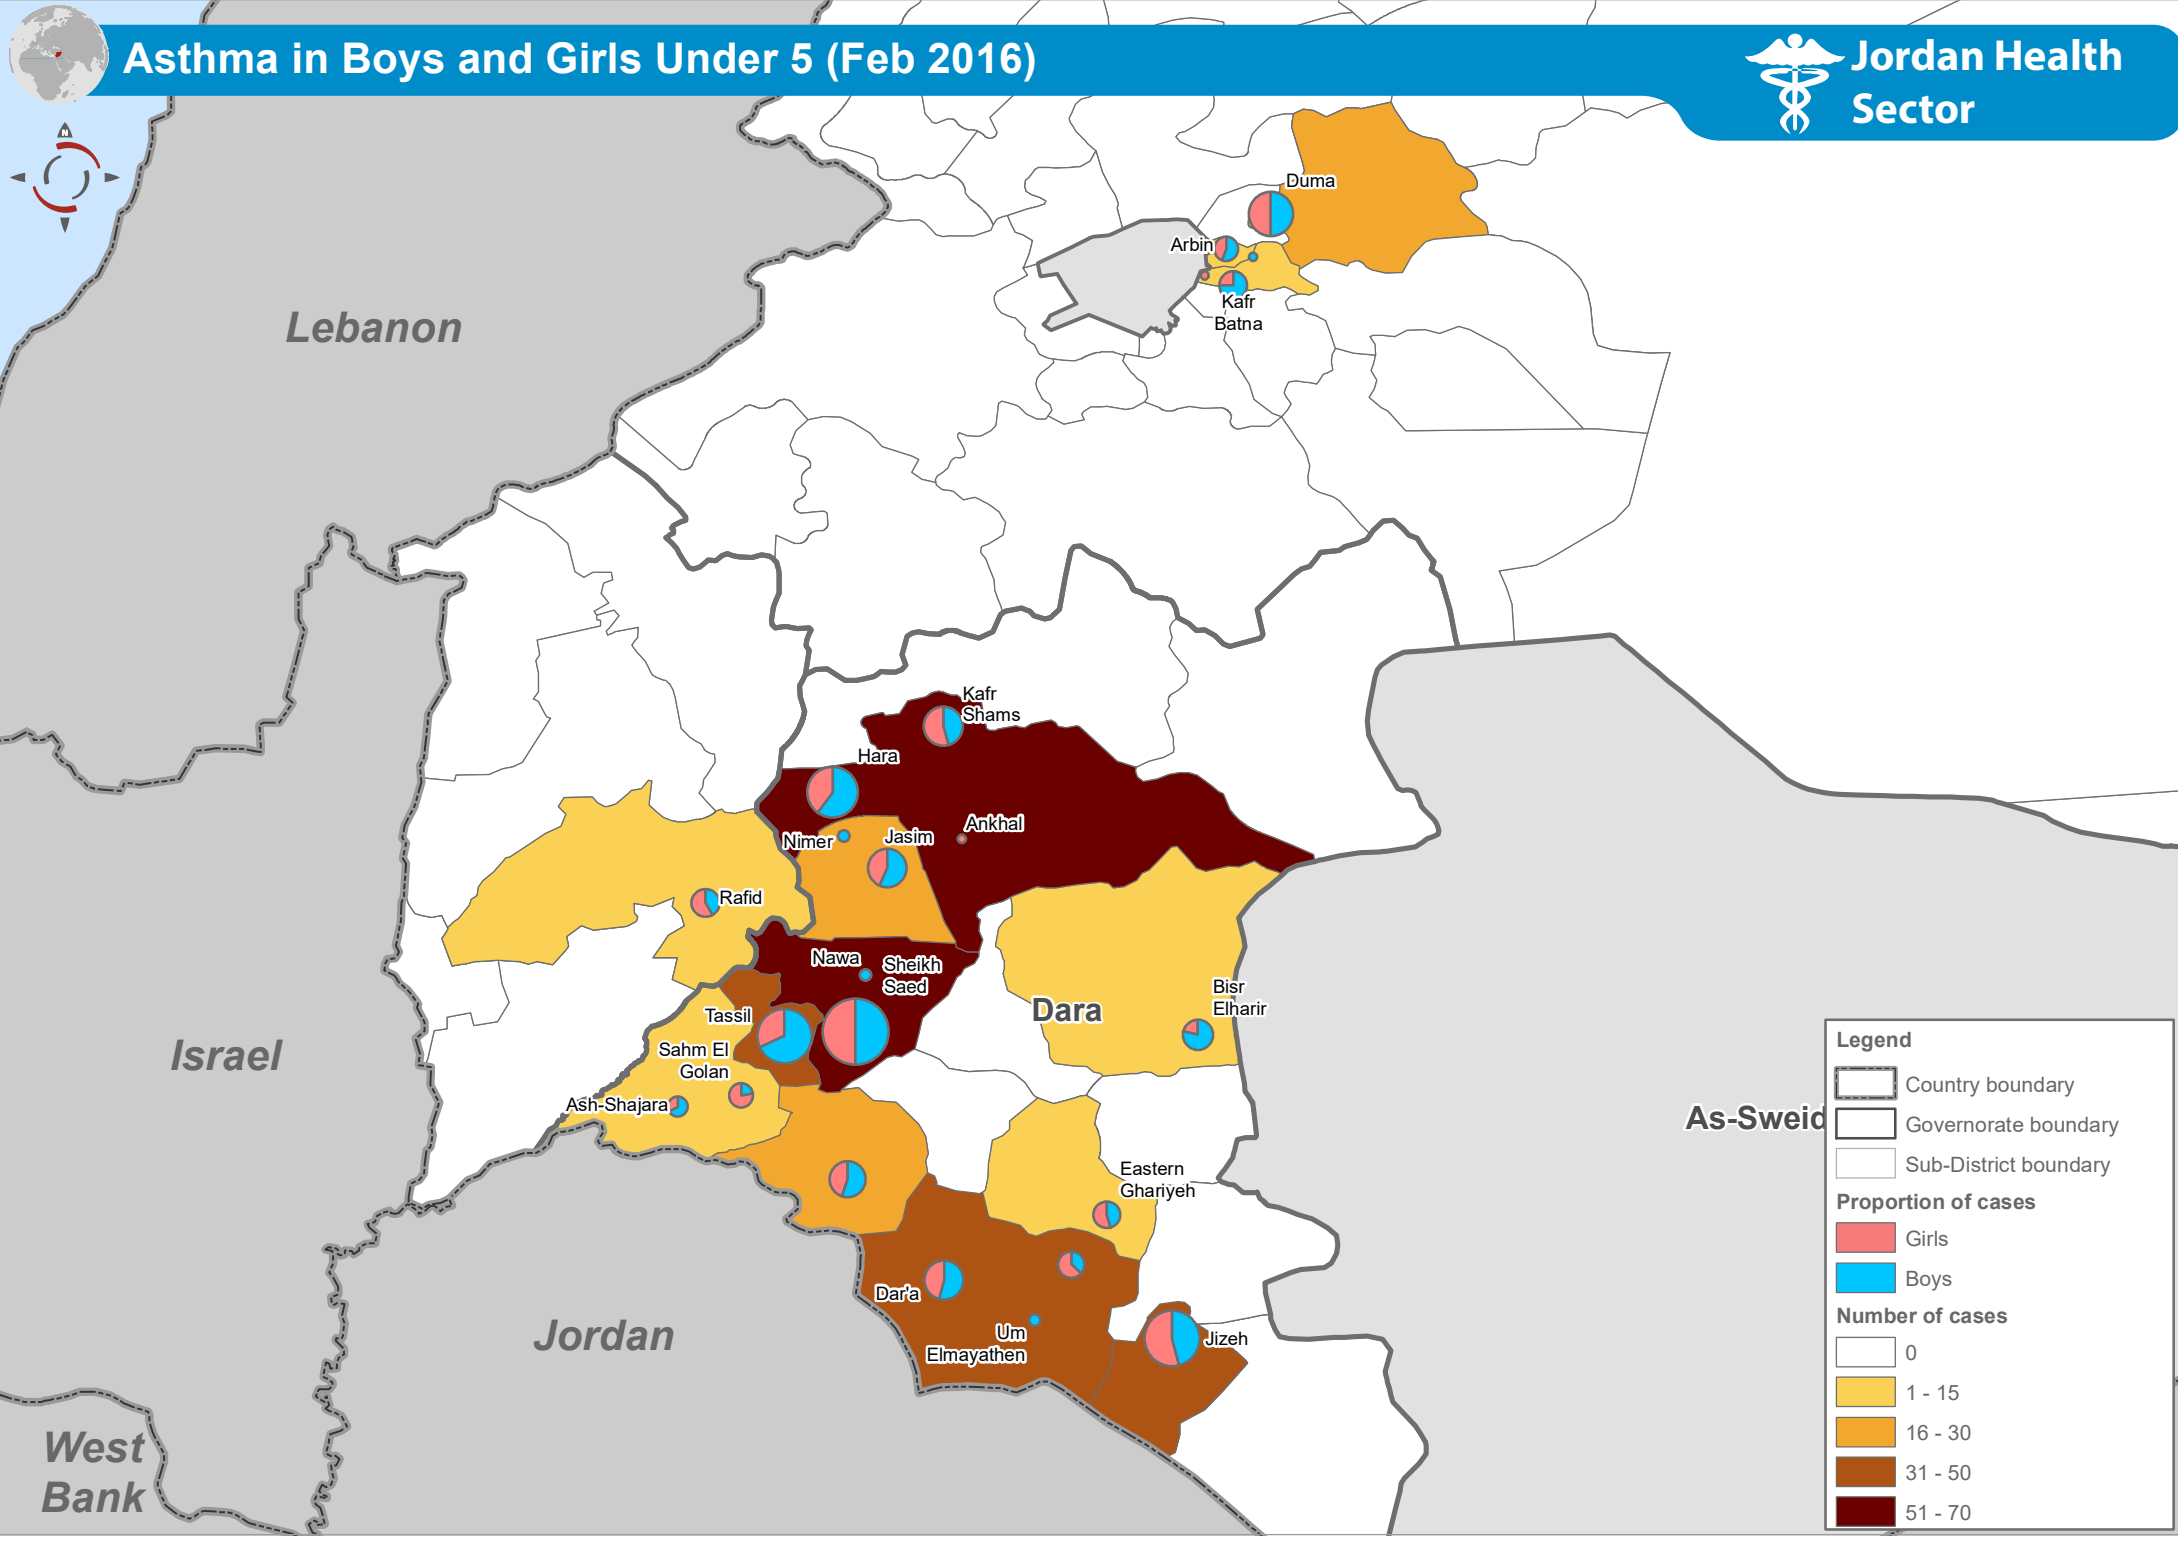 Asthma in Boys and Girls Under 5 (Feb 2016)
Jordan Health
Sector
N
Duma
Arbin
Kafr
Batna
Lebanon
Kafr
Shams
Hara
Nimer
Jasim
Ankhal
Rafid
Nawa
Sheikh
Saed
Bisr
Elharir
Dara
Tassil
Sahm El
Golan
Ash-Shajara
Israel
As-Sweid
Eastern
Ghariyeh
Dar'a
Um
Elmayathen
Jizeh
Jordan
West
Bank
Legend
Country boundary
Governorate boundary
Sub-District boundary
Proportion of cases
Girls
Boys
Number of cases
0
1 - 15
16 - 30
31 - 50
51 - 70